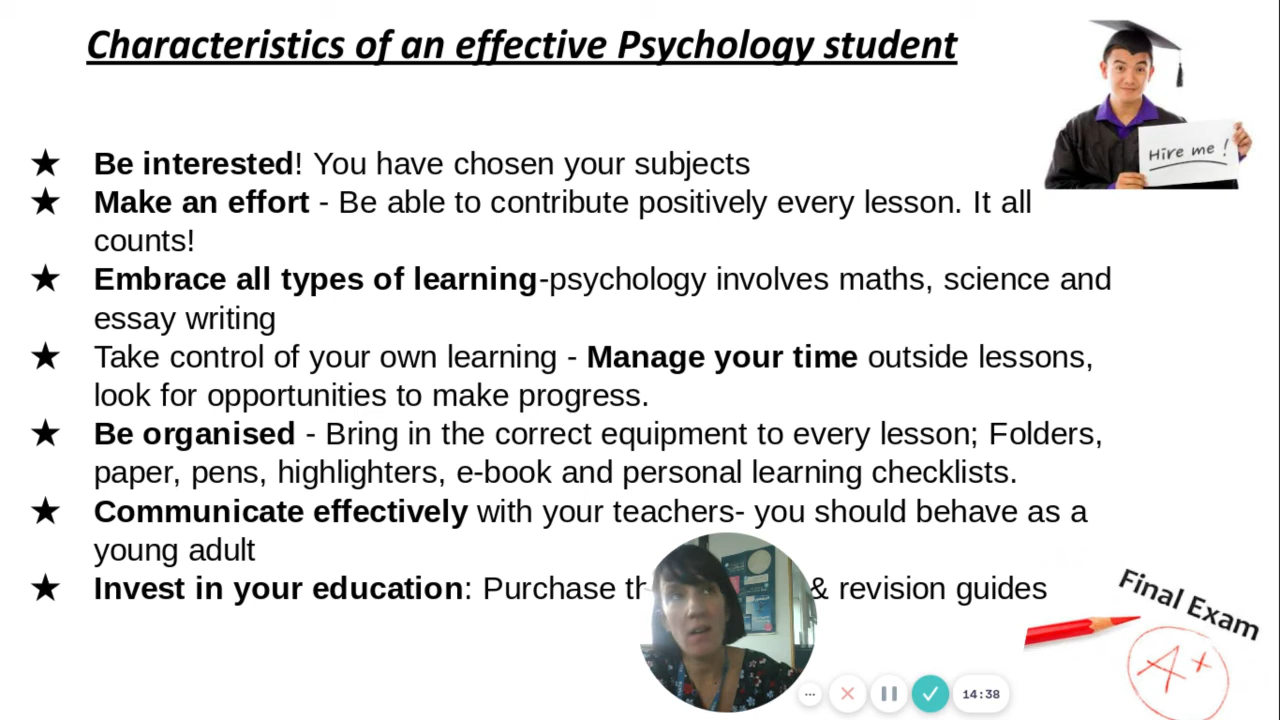 Characteristics of an effective Psychology student
Hire me !
★ Be interested! You have chosen your subjects
★ Make an effort - Be able to contribute positively every lesson. It all
counts!
★ Embrace all types of learning-psychology involves maths, science and
essay writing
★ Take control of your own learning - Manage your time outside lessons,
look for opportunities to make progress.
★ Be organised - Bring in the correct equipment to every lesson; Folders,
paper, pens, highlighters, e-book and personal learning checklists.
★ Communicate effectively with your teachers- you should behave as a
young adult
★ Invest in your education: Purchase & revision guides
Final Exam
A+
14:38